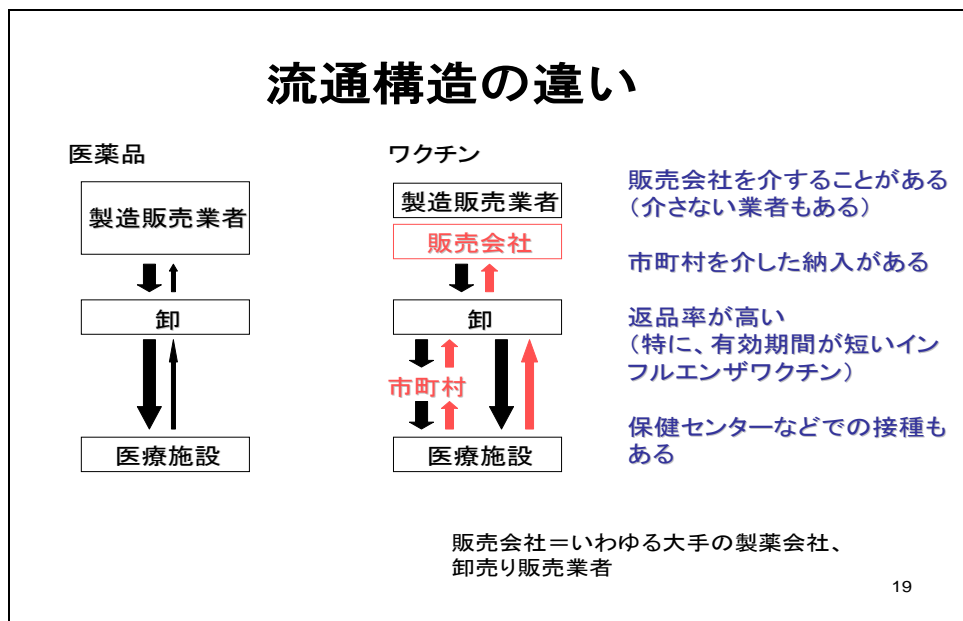 流通構造の違い
医薬品
製造販売業者
卸
医療施設
ワクチン
製造販売業者
販売会社
卸
市町村
医療施設
販売会社を介することがある
（介さない業者もある）
市町村を介した納入がある
返品率が高い
（特に、有効期間が短いイン
フルエンザワクチン）
保健センターなどでの接種も
ある
販売会社＝いわゆる大手の製薬会社、
卸売り販売業者
19